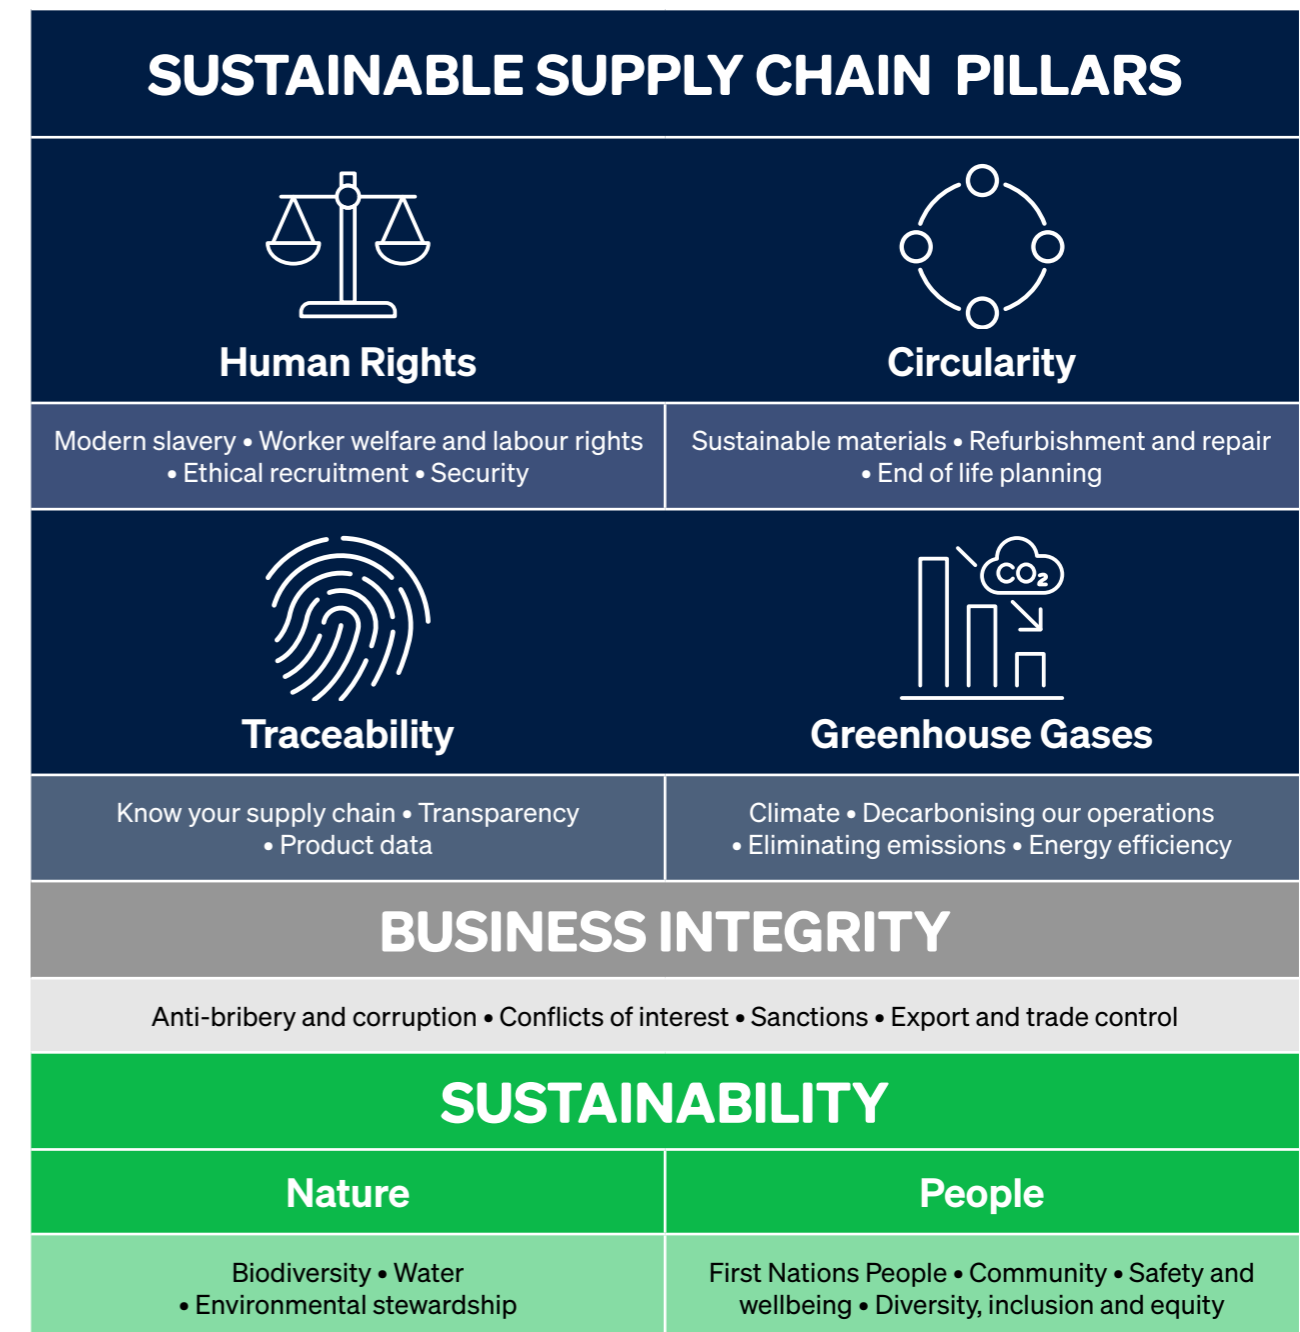 SUSTAINABLE SUPPLY CHAIN PILLARS
Human Rights
Modern slavery • Worker welfare and labour rights
• Ethical recruitment • Security
Circularity
Sustainable materials • Refurbishment and repair
• End of life planning
Traceability
Know your supply chain • Transparency
• Product data
CO₂
Greenhouse Gases
Climate • Decarbonising our operations
• Eliminating emissions • Energy efficiency
BUSINESS INTEGRITY
Anti-bribery and corruption • Conflicts of interest • Sanctions • Export and trade control
SUSTAINABILITY
Nature
Biodiversity • Water
• Environmental stewardship
People
First Nations People • Community • Safety and
wellbeing • Diversity, inclusion and equity